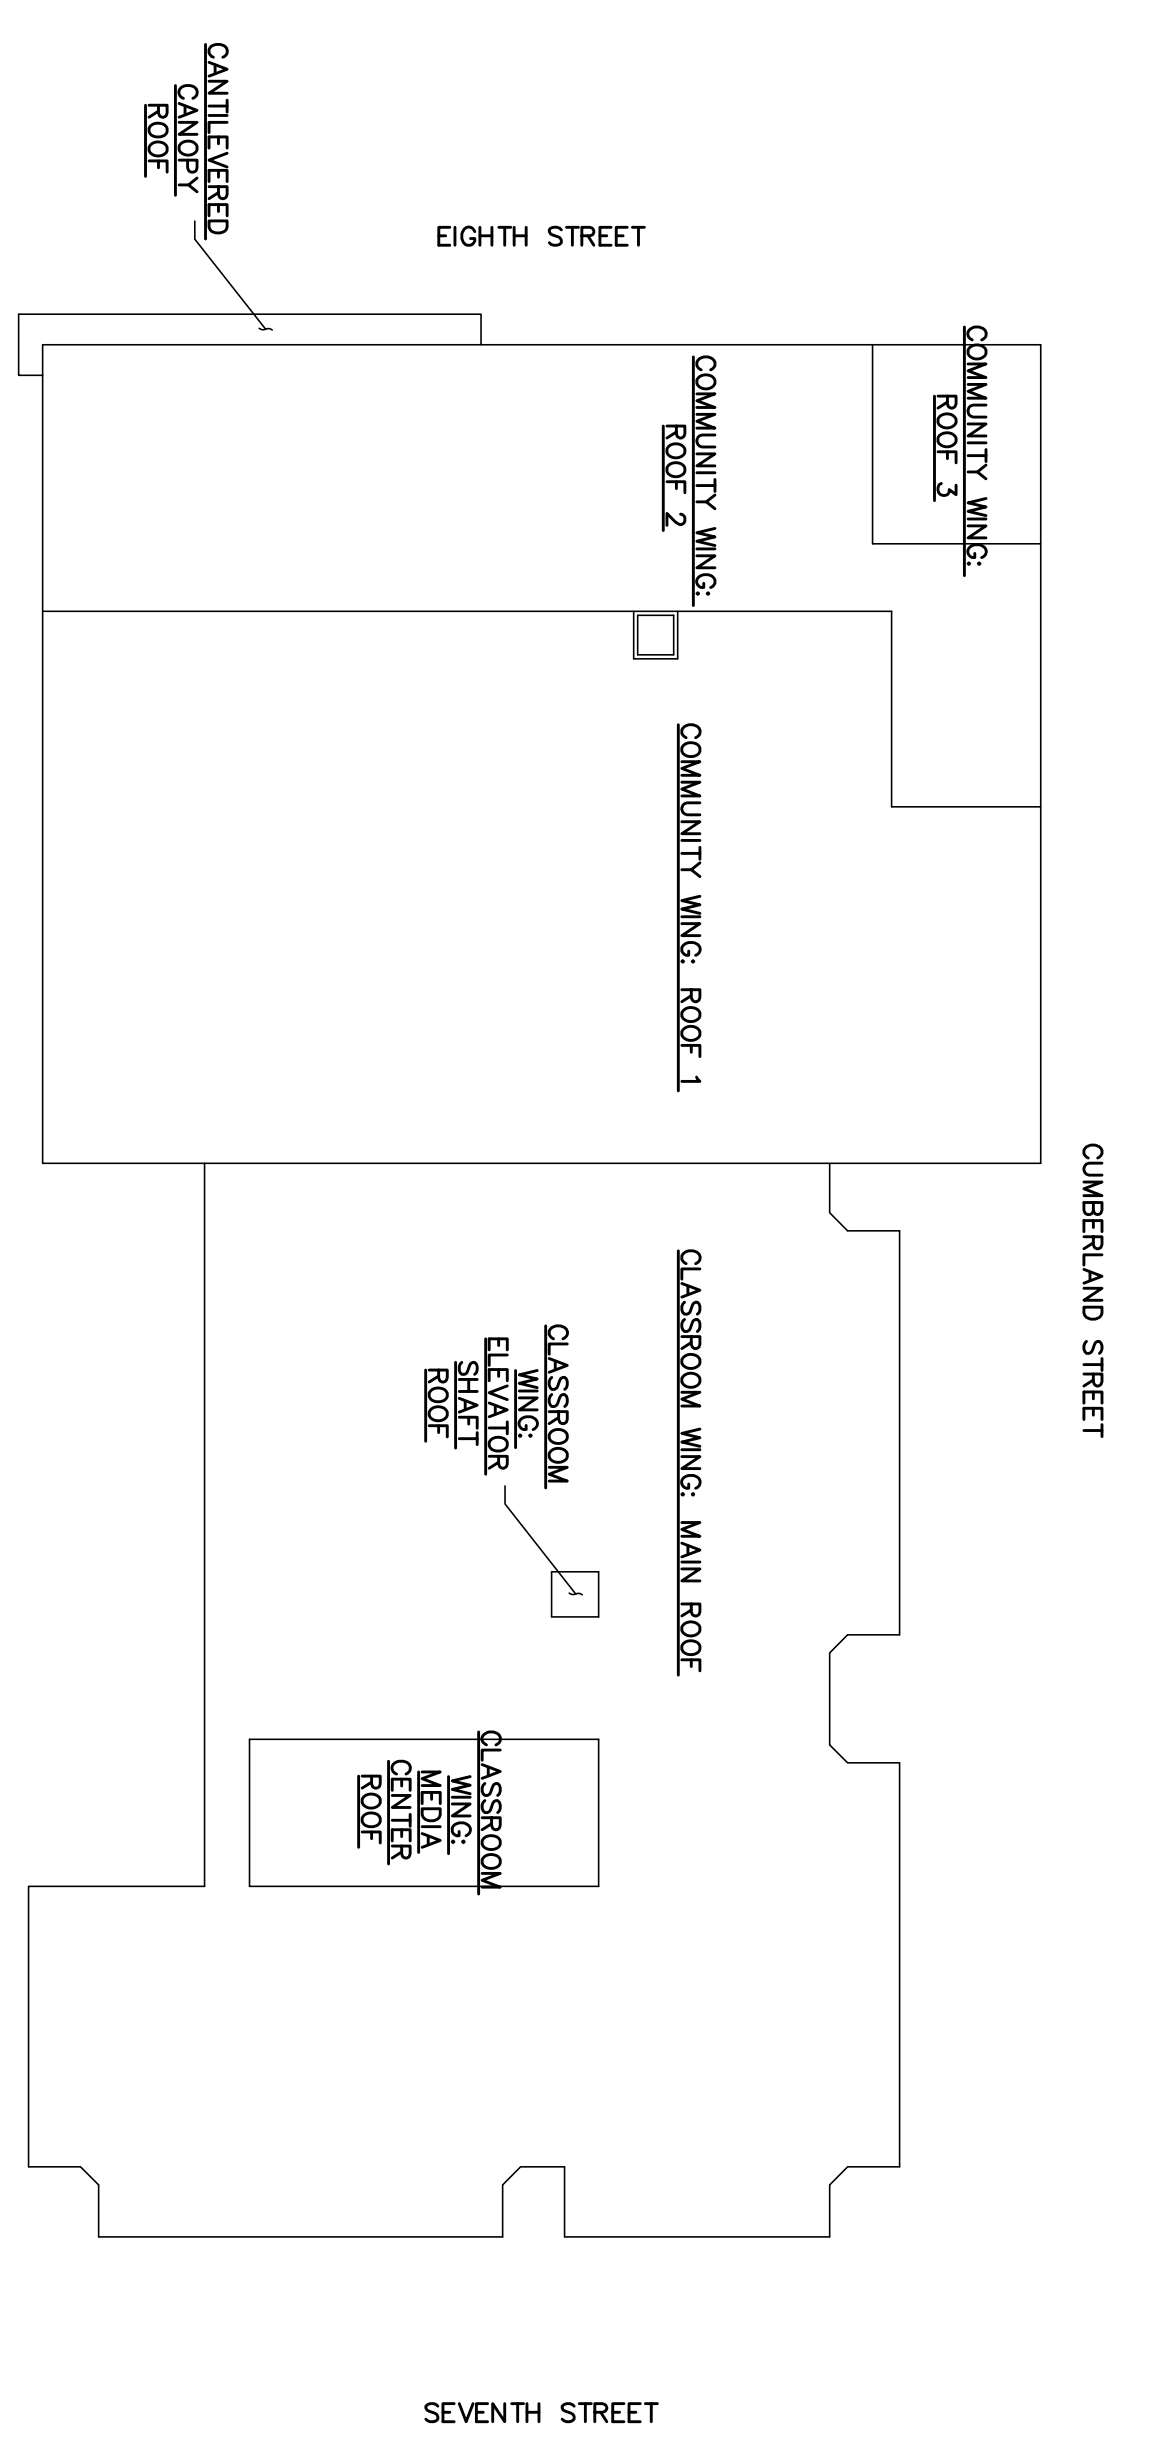 CANTILEVERED
CANOPY
ROOF
EIGHTH STREET
COMMUNITY WING:
ROOF 3
COMMUNITY WING:
ROOF 2
COMMUNITY WING: ROOF 1
CUMBERLAND STREET
CLASSROOM WING: MAIN ROOF
CLASSROOM
WING:
ELEVATOR
SHAFT
ROOF
CLASSROOM
WING:
MEDIA
CENTER
ROOF
SEVENTH STREET